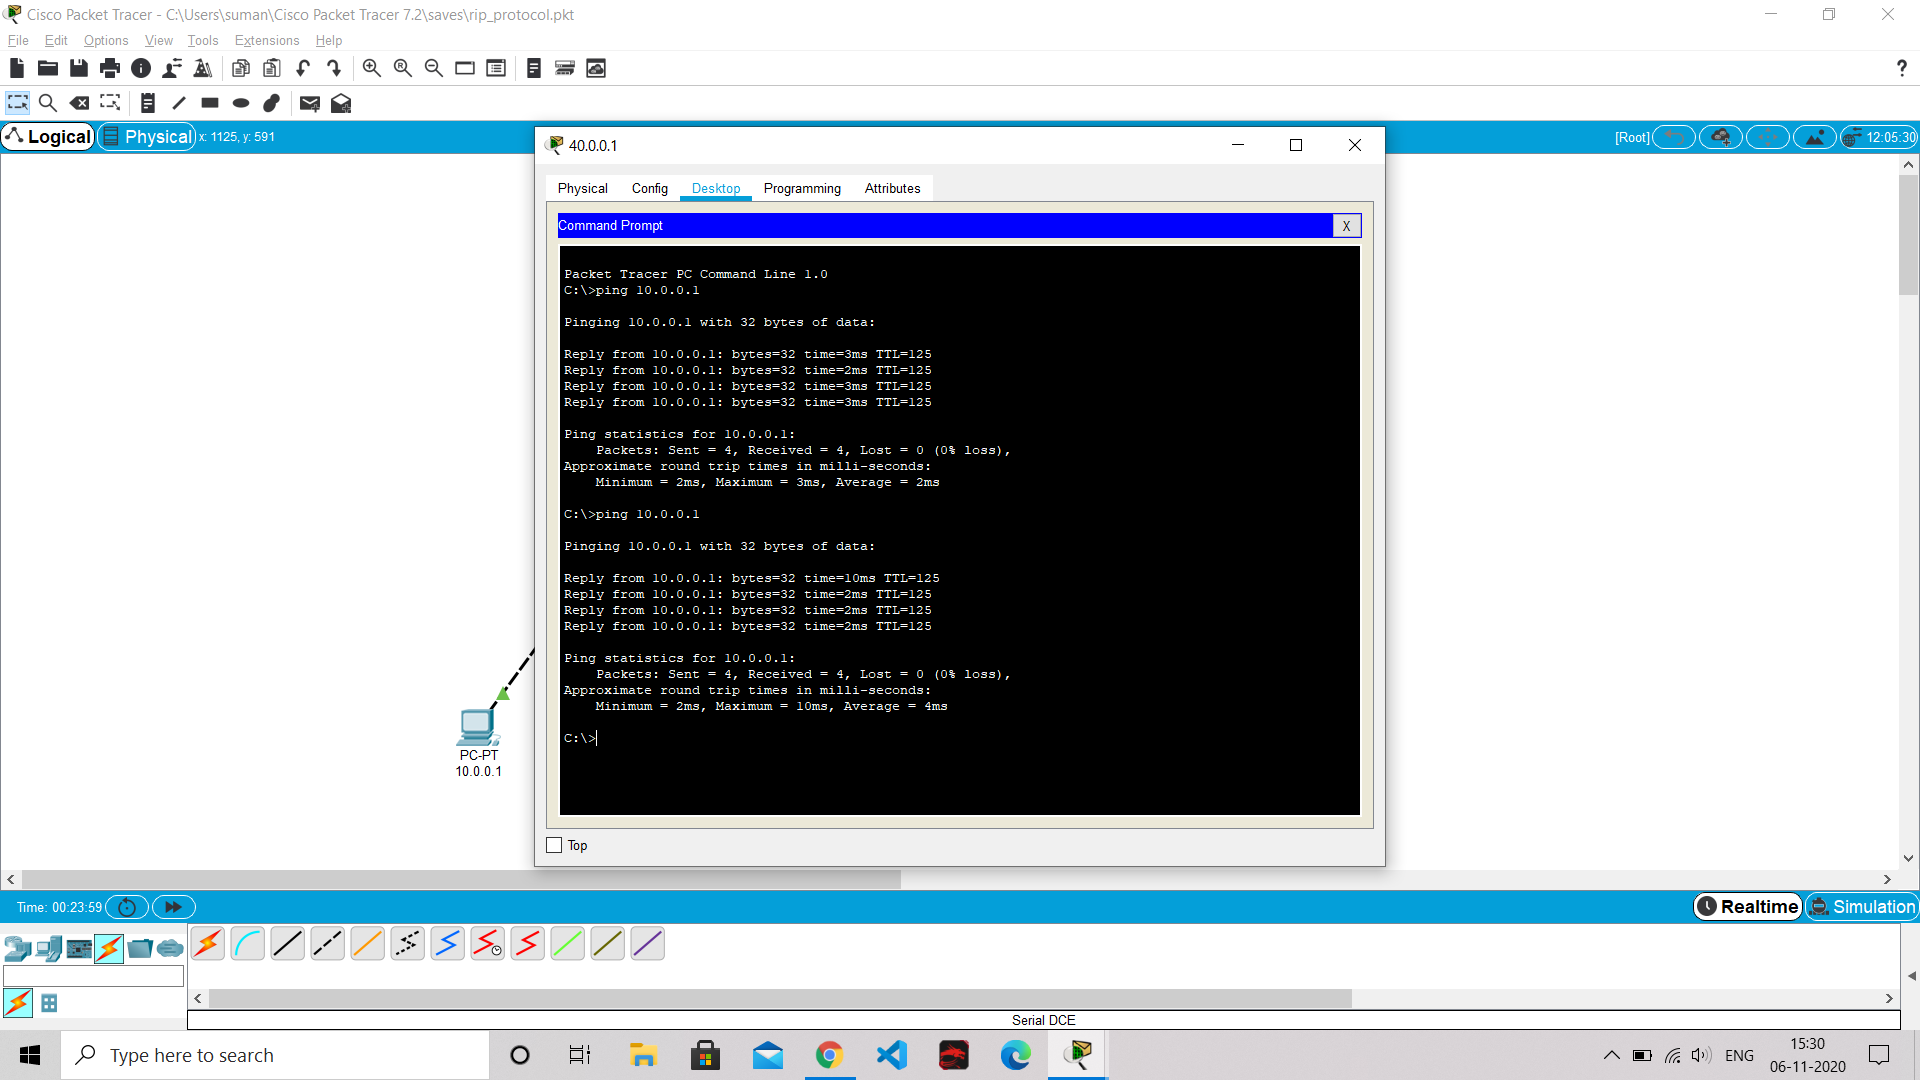 Cisco Packet Tracer - C:\Users\suman\Cisco Packet Tracer 7.2\saves\rip_protocol.pkt
File Edit Options View Tools Extensions Help
?
Logical Physical x: 1125, y: 591
[Root] 12:05:30
40.0.0.1
Physical Config Desktop Programming Attributes
Command Prompt X
Packet Tracer PC Command Line 1.0
C:\>ping 10.0.0.1
Pinging 10.0.0.1 with 32 bytes of data:
Reply from 10.0.0.1: bytes=32 time=3ms TTL=125
Reply from 10.0.0.1: bytes=32 time=2ms TTL=125
Reply from 10.0.0.1: bytes=32 time=3ms TTL=125
Reply from 10.0.0.1: bytes=32 time=3ms TTL=125
Ping statistics for 10.0.0.1:
Packets: Sent = 4, Received = 4, Lost = 0 (0% loss),
Approximate round trip times in milli-seconds:
Minimum = 2ms, Maximum = 3ms, Average = 2ms
C:\>ping 10.0.0.1
Pinging 10.0.0.1 with 32 bytes of data:
Reply from 10.0.0.1: bytes=32 time=10ms TTL=125
Reply from 10.0.0.1: bytes=32 time=2ms TTL=125
Reply from 10.0.0.1: bytes=32 time=2ms TTL=125
Reply from 10.0.0.1: bytes=32 time=2ms TTL=125
Ping statistics for 10.0.0.1:
Packets: Sent = 4, Received = 4, Lost = 0 (0% loss),
Approximate round trip times in milli-seconds:
Minimum = 2ms, Maximum = 10ms, Average = 4ms
C:\>
PC-PT
10.0.0.1
Top
Time: 00:23:59
Realtime Simulation
Serial DCE
Type here to search
ENG
15:30
06-11-2020